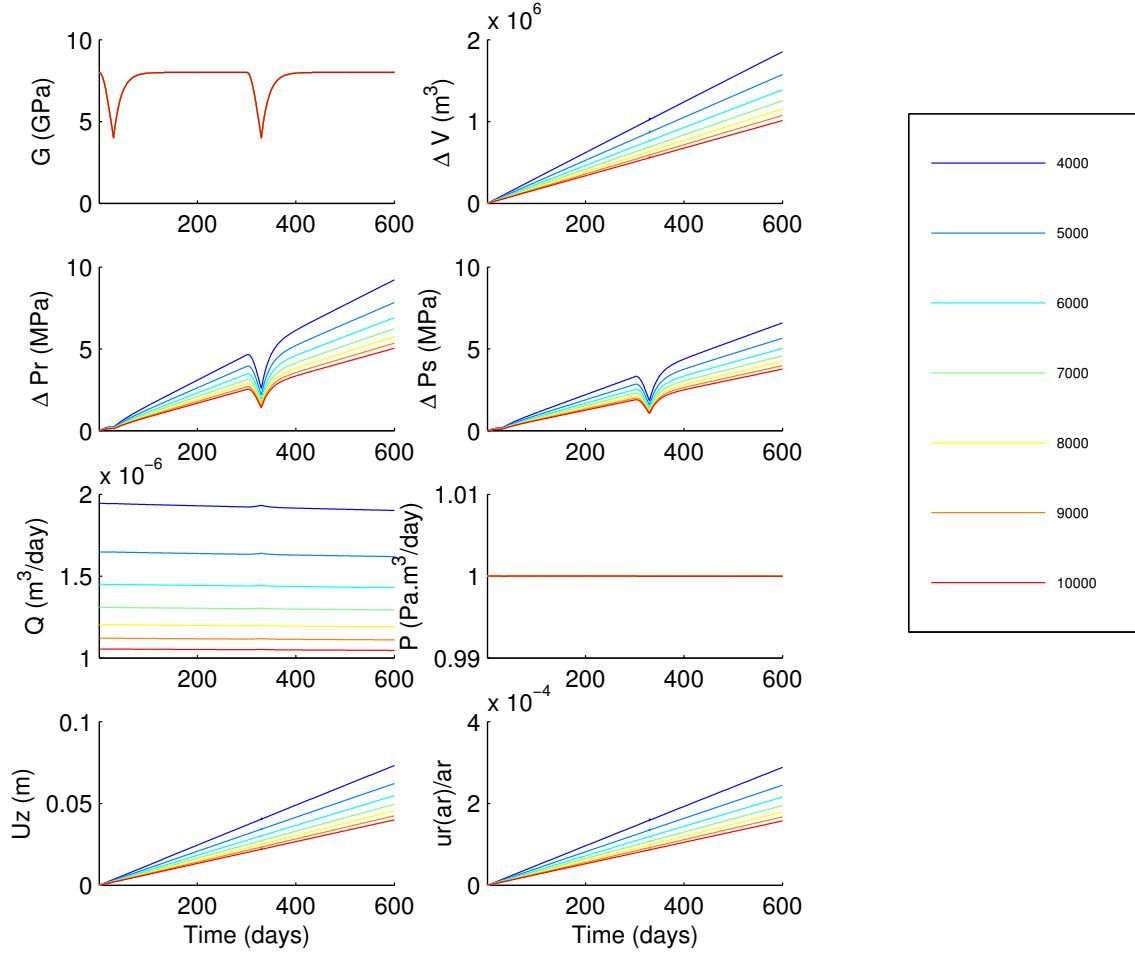 10
5
0
G (GPa)
200 400 600
x 10^6
2
1
0
Δ V (m^3)
200 400 600
10
5
0
Δ Pr (MPa)
200 400 600
10
5
0
Δ Ps (MPa)
200 400 600
x 10^-6
2
1.5
1
Q (m^3/day)
200 400 600
1.01
1
0.99
P (Pa.m^3/day)
200 400 600
0.1
0.05
0
Uz (m)
200 400 600
Time (days)
x 10^-4
4
2
0
ur(ar)/ar
200 400 600
Time (days)
4000
5000
6000
7000
8000
9000
10000